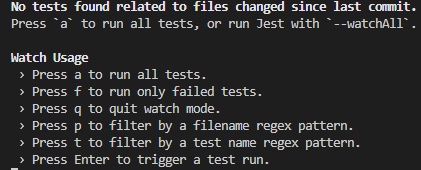 No tests found related to files changed since last commit.
Press `a` to run all tests, or run Jest with `--watchAll`.
Watch Usage
› Press a to run all tests.
› Press f to run only failed tests.
› Press q to quit watch mode.
› Press p to filter by a filename regex pattern.
› Press t to filter by a test name regex pattern.
› Press Enter to trigger a test run.